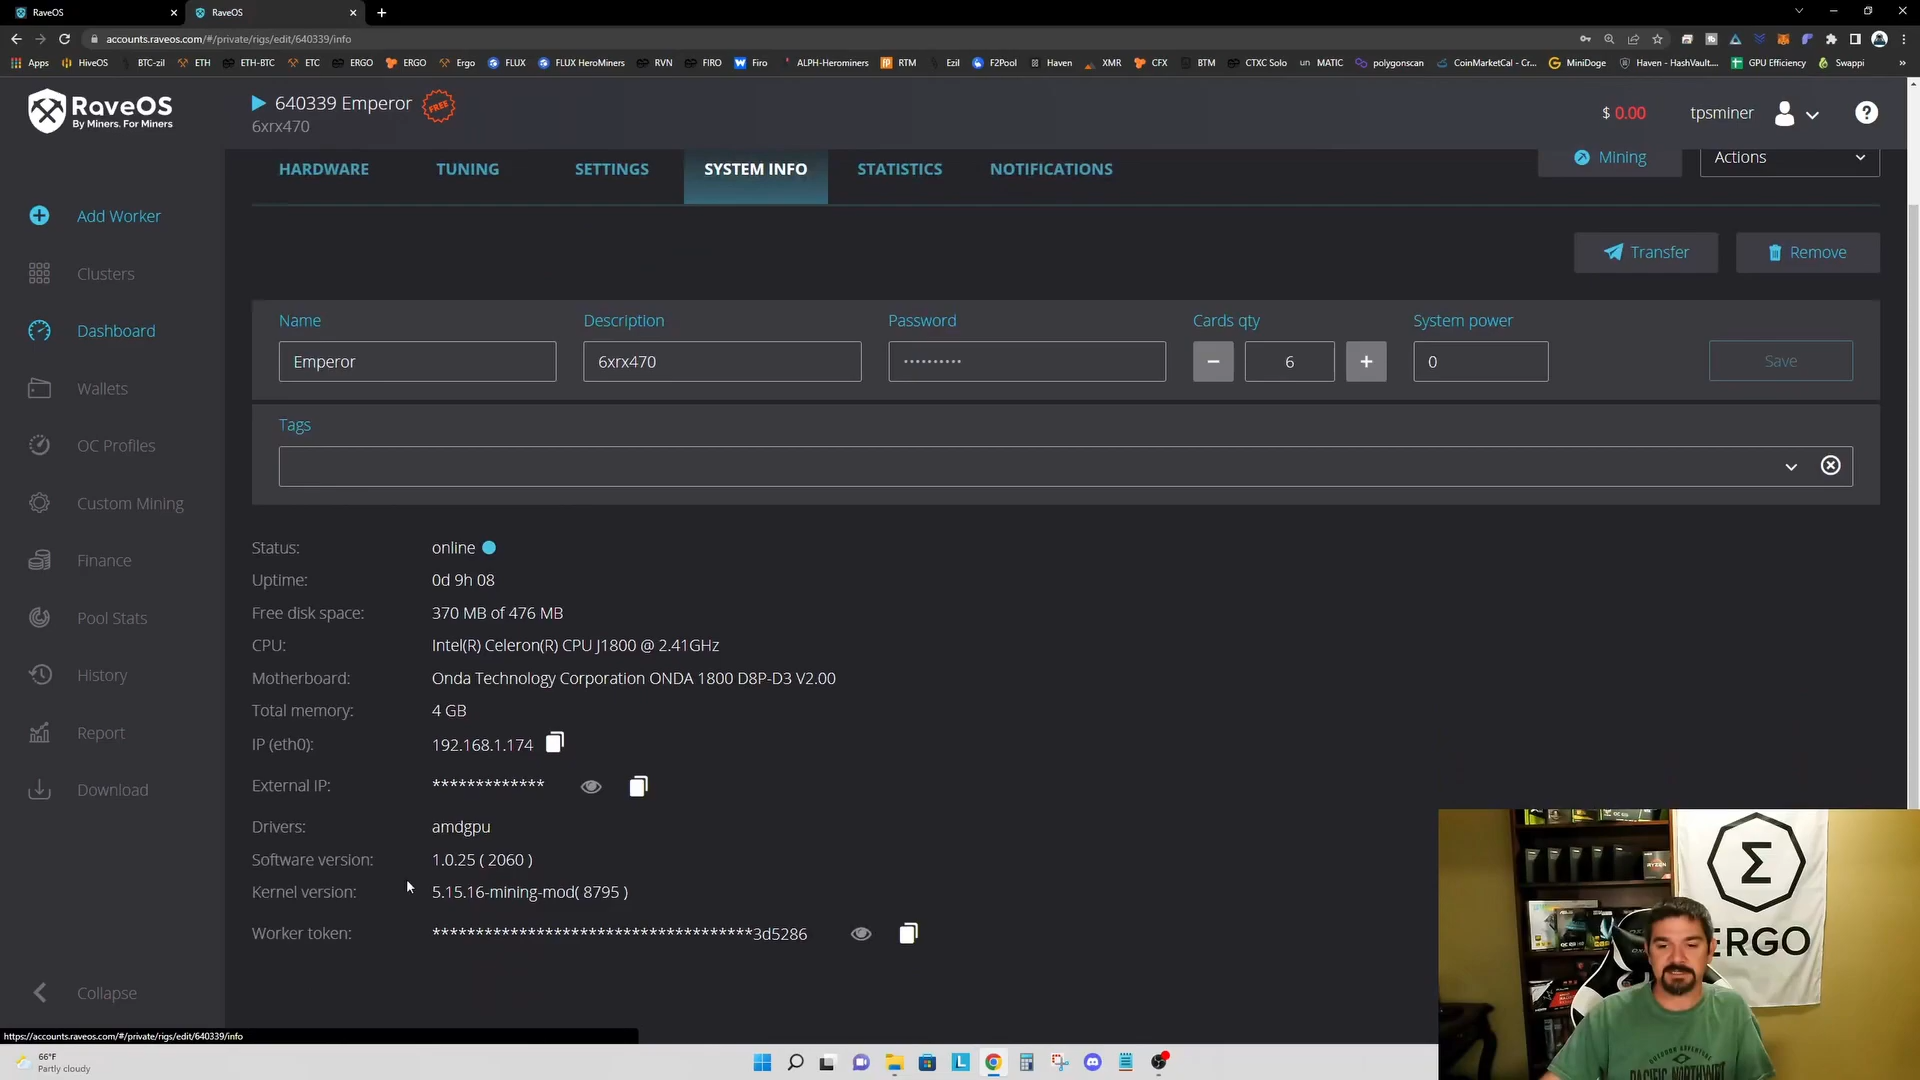 RaveOS
RaveOS
accounts.raveos.com/#/private/rigs/edit/640339/info
Apps HiveOS BTC-zil ETH ETH-BTC ETC ERGO ERGO Ergo FLUX FLUX HeroMiners RVN FIRO Firo ALPH-Herominers RTM Ezil F2Pool Haven XMR CFX BTM CTXC Solo MATIC polygonscan CoinMarketCal - Cr... MiniDoge Haven - HashVault.... GPU Efficiency Swappi
RaveOS
By Miners. For Miners
640339 Emperor FREE
6xrx470
$ 0.00 tpsminer
HARDWARE TUNING SETTINGS SYSTEM INFO STATISTICS NOTIFICATIONS
Mining Actions
Add Worker
Clusters
Dashboard
Wallets
OC Profiles
Custom Mining
Finance
Pool Stats
History
Report
Download
Collapse
Transfer Remove
Name Description Password Cards qty System power
Emperor 6xrx470 •••••••••• − 6 + 0 Save
Tags
Status: online
Uptime: 0d 9h 08
Free disk space: 370 MB of 476 MB
CPU: Intel(R) Celeron(R) CPU J1800 @ 2.41GHz
Motherboard: Onda Technology Corporation ONDA 1800 D8P-D3 V2.00
Total memory: 4 GB
IP (eth0): 192.168.1.174
External IP: *************
Drivers: amdgpu
Software version: 1.0.25 ( 2060 )
Kernel version: 5.15.16-mining-mod( 8795 )
Worker token: *************************************3d5286
https://accounts.raveos.com/#/private/rigs/edit/640339/info
66°F
Partly cloudy
ERGO
RYZEN
PACIFIC NORTHWEST